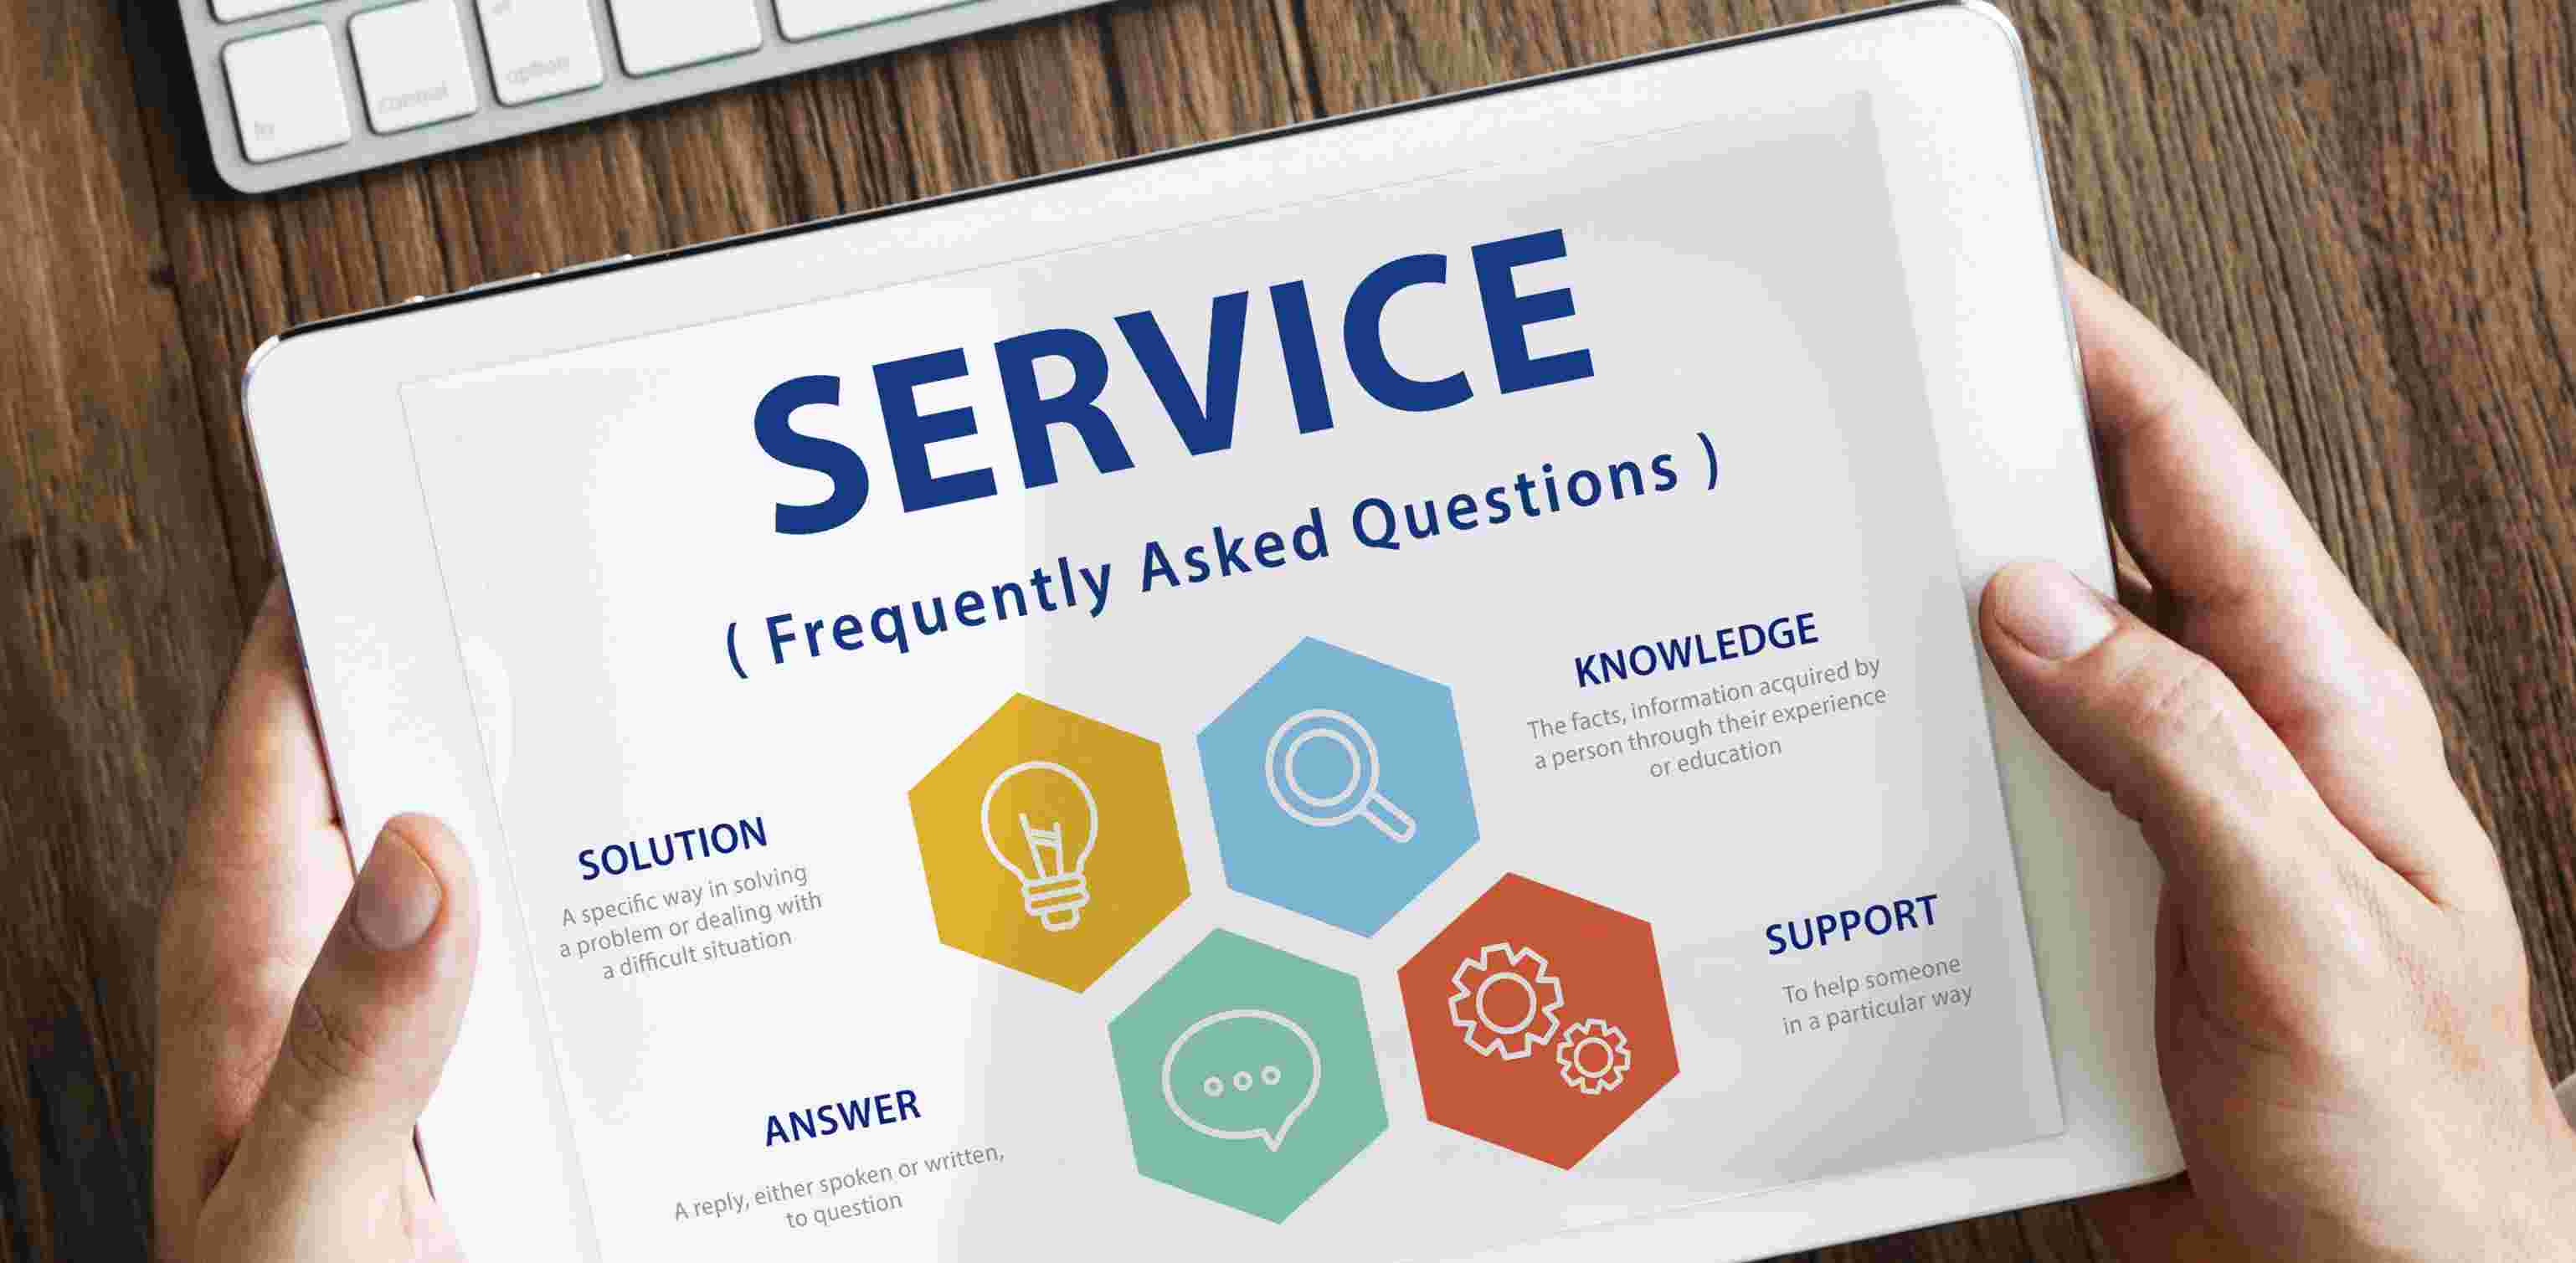 fn
control
option
SERVICE
( Frequently Asked Questions )
KNOWLEDGE
The facts, information acquired by
a person through their experience
or education
SOLUTION
A specific way in solving
a problem or dealing with
a difficult situation
SUPPORT
To help someone
in a particular way
ANSWER
A reply, either spoken or written,
to question